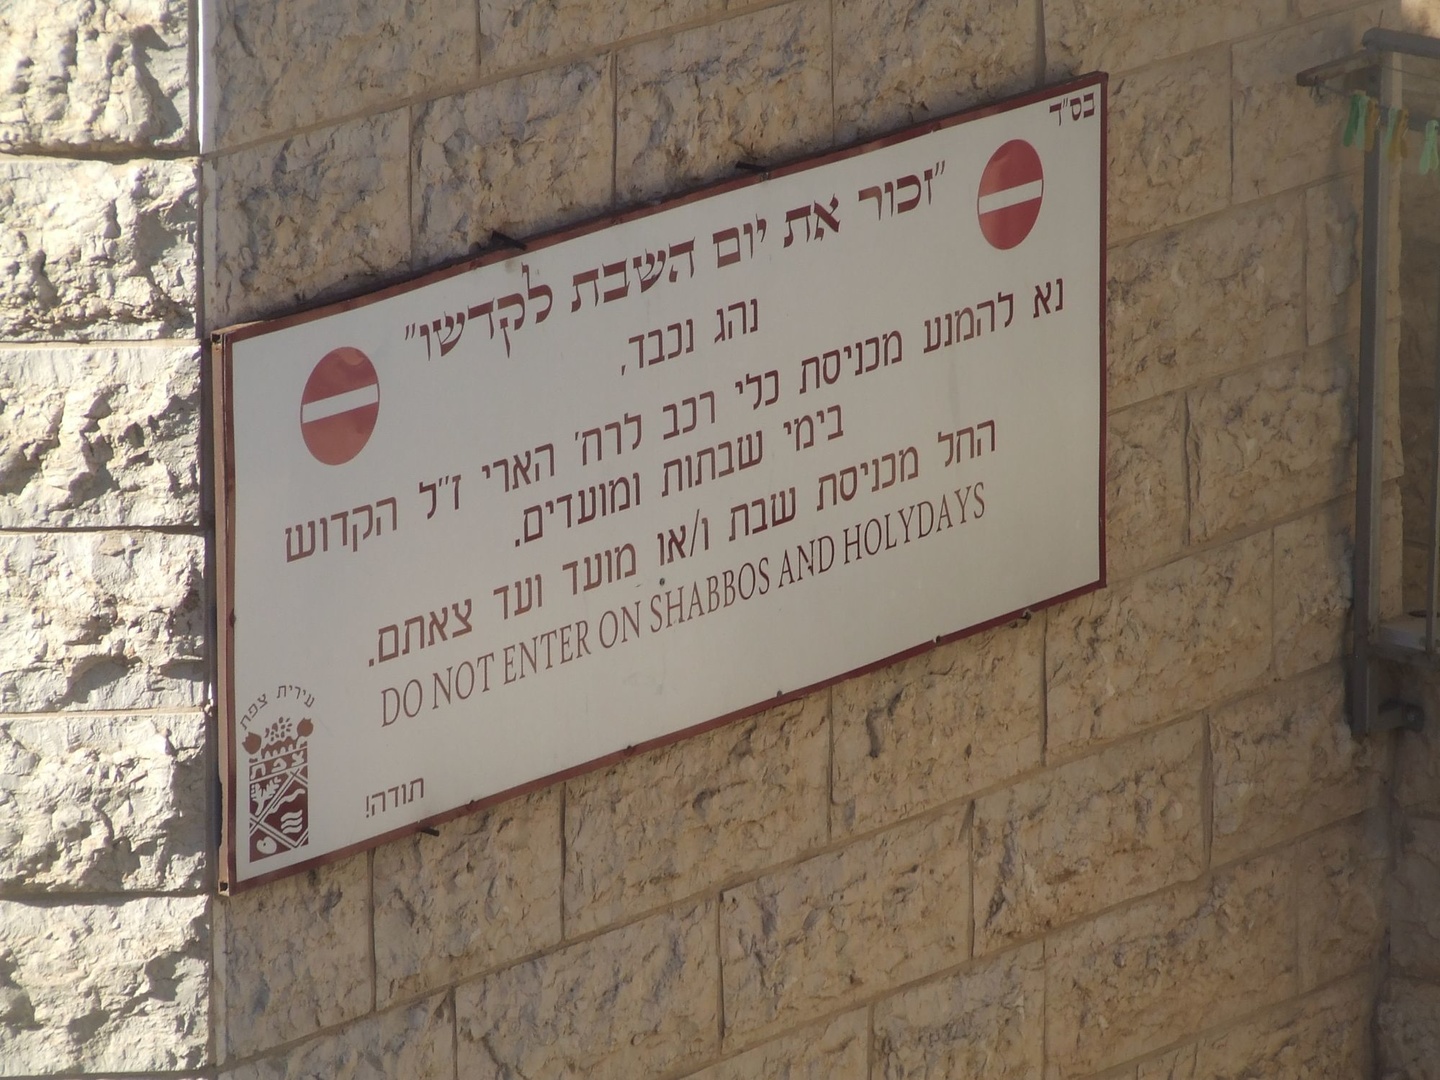 בס״ד
״זכור את יום השבת לקדשו״
נהג נכבד,
נא להמנע מכניסת כלי רכב לרח' הארי ז״ל הקדוש
בימי שבתות ומועדים.
החל מכניסת שבת ו/או מועד ועד צאתם.
DO NOT ENTER ON SHABBOS AND HOLYDAYS
עירית צפת
צפת
תודה!